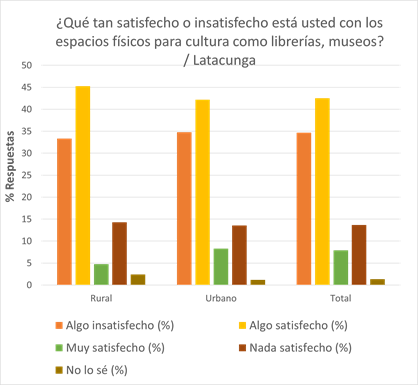 ¿Qué tan satisfecho o insatisfecho está usted con los
espacios físicos para cultura como librerías, museos?
/ Latacunga
50
45
40
35
30
25
20
15
10
5
0
% Respuestas
Rural Urbano Total
Algo insatisfecho (%) Algo satisfecho (%)
Muy satisfecho (%) Nada satisfecho (%)
No lo sé (%)